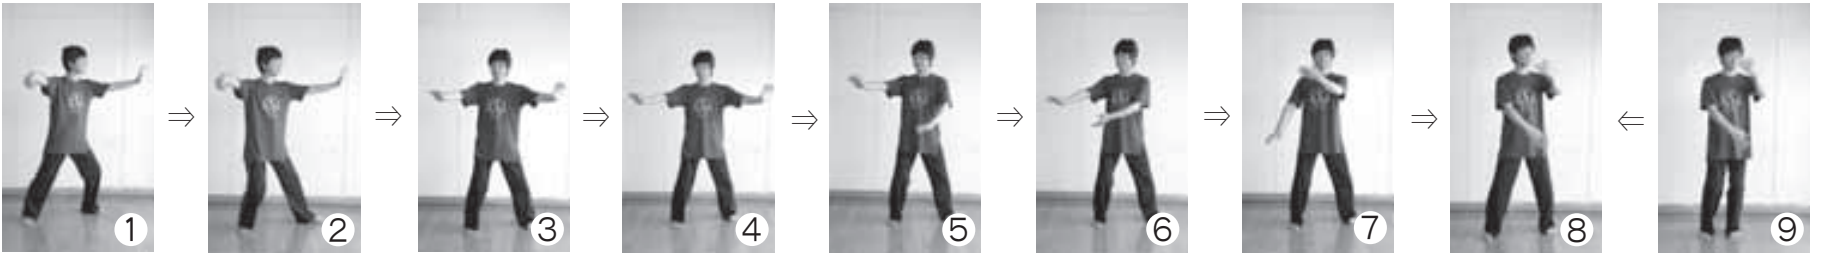 ① ⇒ ② ⇒ ③ ⇒ ④ ⇒ ⑤ ⇒ ⑥ ⇒ ⑦ ⇒ ⑧ ⇐ ⑨